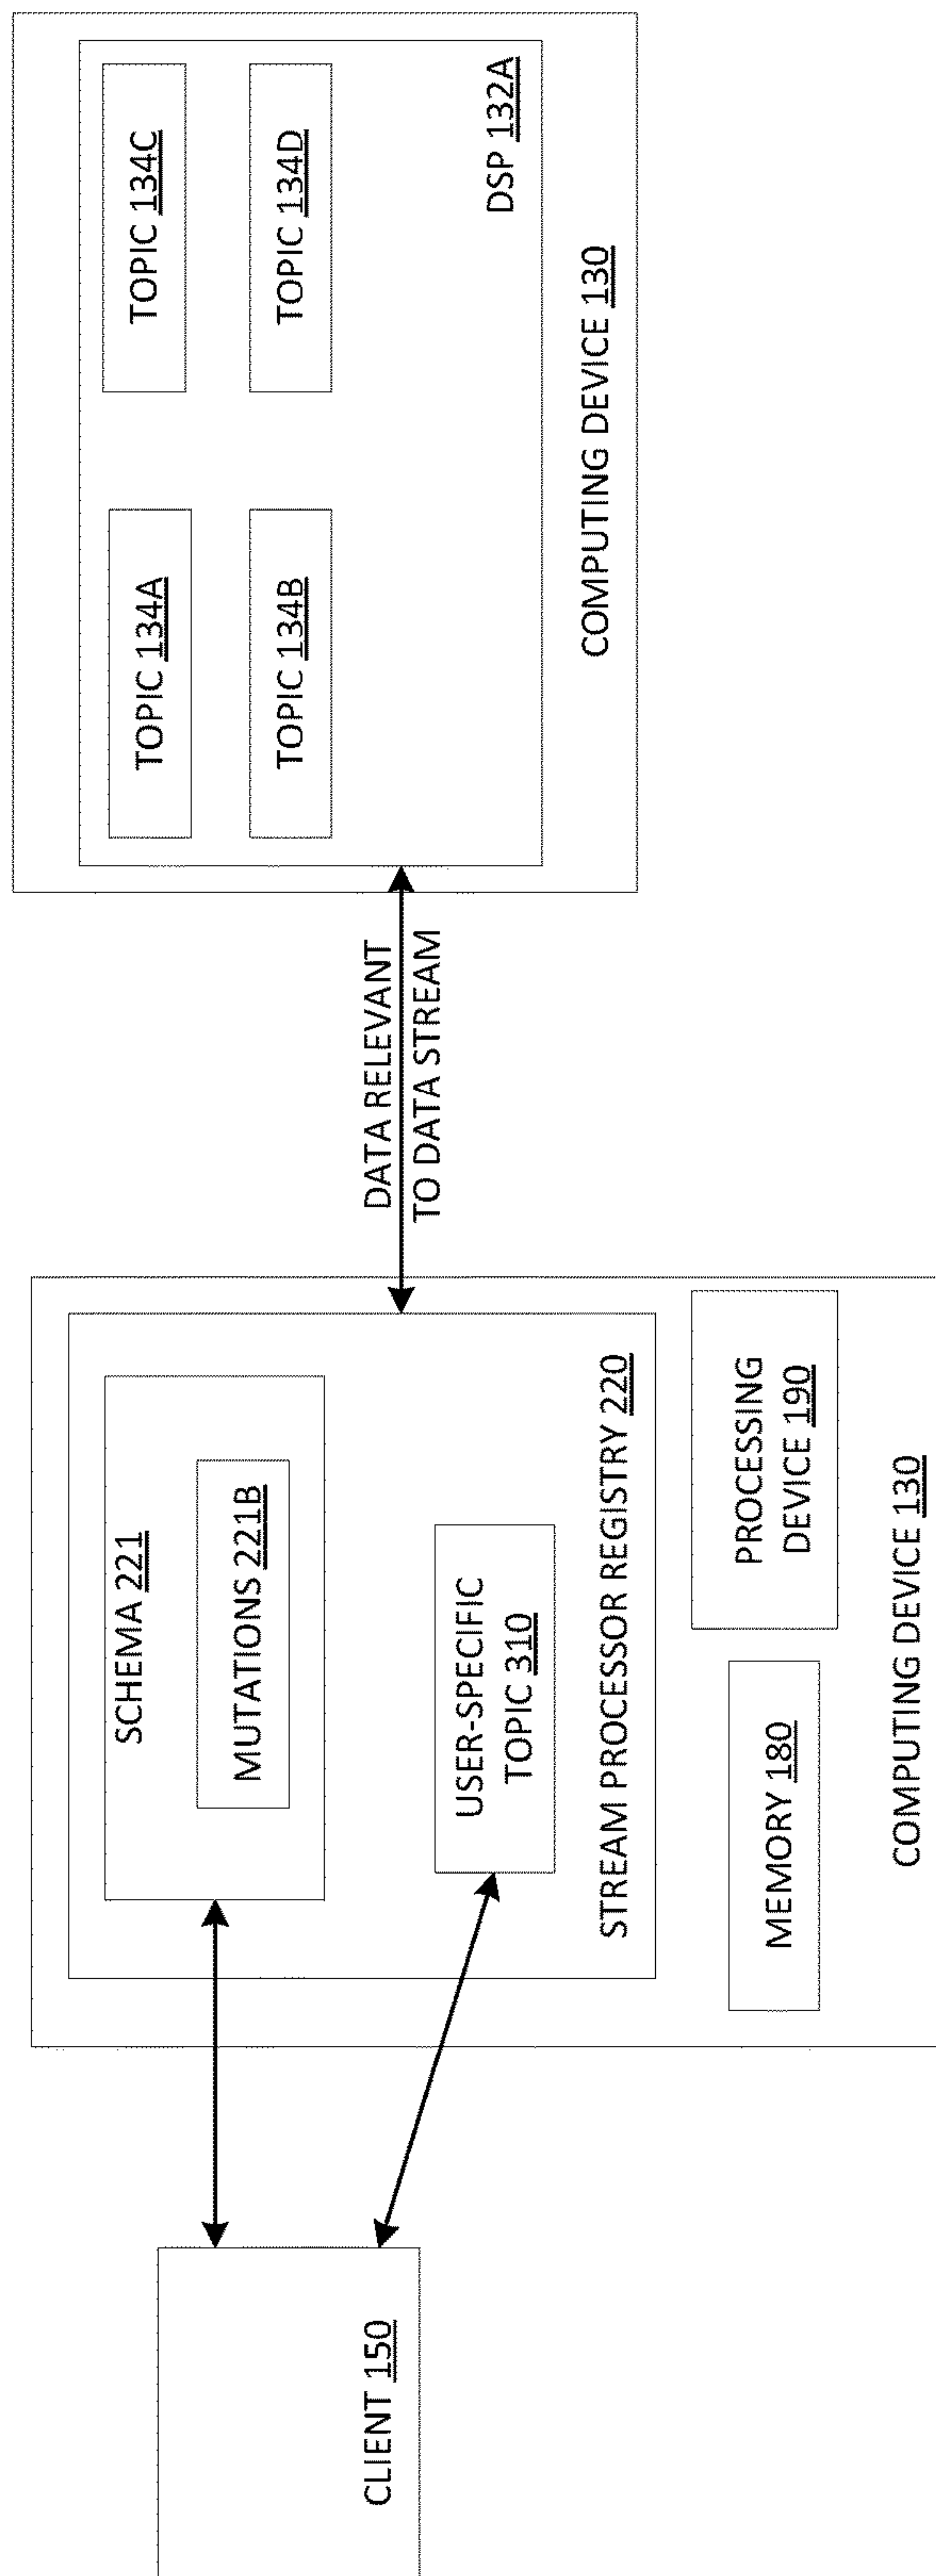 CLIENT 150
SCHEMA 221
MUTATIONS 221B
USER-SPECIFIC
TOPIC 310
STREAM PROCESSOR REGISTRY 220
MEMORY 180
PROCESSING
DEVICE 190
COMPUTING DEVICE 130
DATA RELEVANT
TO DATA STREAM
TOPIC 134A
TOPIC 134C
TOPIC 134B
TOPIC 134D
DSP 132A
COMPUTING DEVICE 130